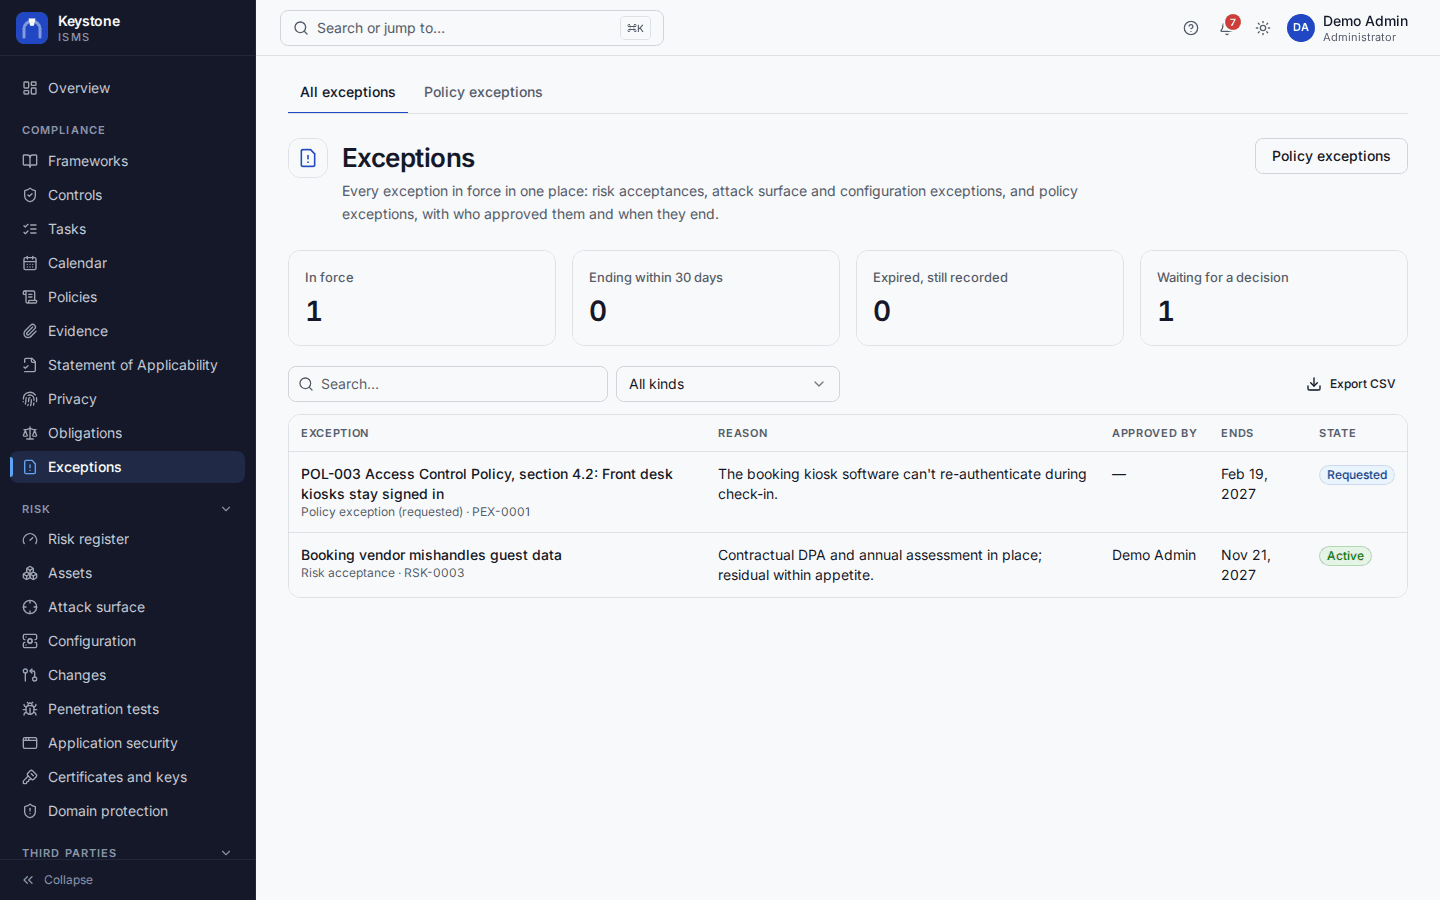 Keystone
ISMS
Search or jump to...
⌘K
7
DA
Demo Admin
Administrator
Overview
COMPLIANCE
Frameworks
Controls
Tasks
Calendar
Policies
Evidence
Statement of Applicability
Privacy
Obligations
Exceptions
RISK
Risk register
Assets
Attack surface
Configuration
Changes
Penetration tests
Application security
Certificates and keys
Domain protection
THIRD PARTIES
Collapse
All exceptions
Policy exceptions
Exceptions
Policy exceptions
Every exception in force in one place: risk acceptances, attack surface and configuration exceptions, and policy
exceptions, with who approved them and when they end.
In force
1
Ending within 30 days
0
Expired, still recorded
0
Waiting for a decision
1
Search...
All kinds
Export CSV
EXCEPTION
REASON
APPROVED BY
ENDS
STATE
POL-003 Access Control Policy, section 4.2: Front desk
kiosks stay signed in
Policy exception (requested) · PEX-0001
The booking kiosk software can't re-authenticate during
check-in.
—
Feb 19,
2027
Requested
Booking vendor mishandles guest data
Risk acceptance · RSK-0003
Contractual DPA and annual assessment in place;
residual within appetite.
Demo Admin
Nov 21,
2027
Active